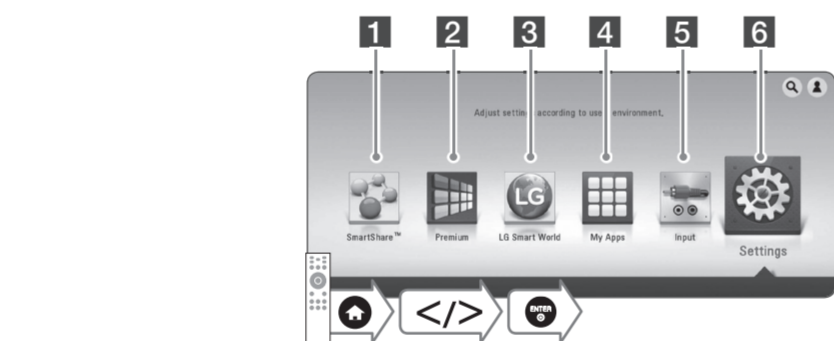 1 2 3 4 5 6
Adjust settings according to user environment.
LG
SmartShare™ Premium LG Smart World My Apps Input Settings
</> ENTER